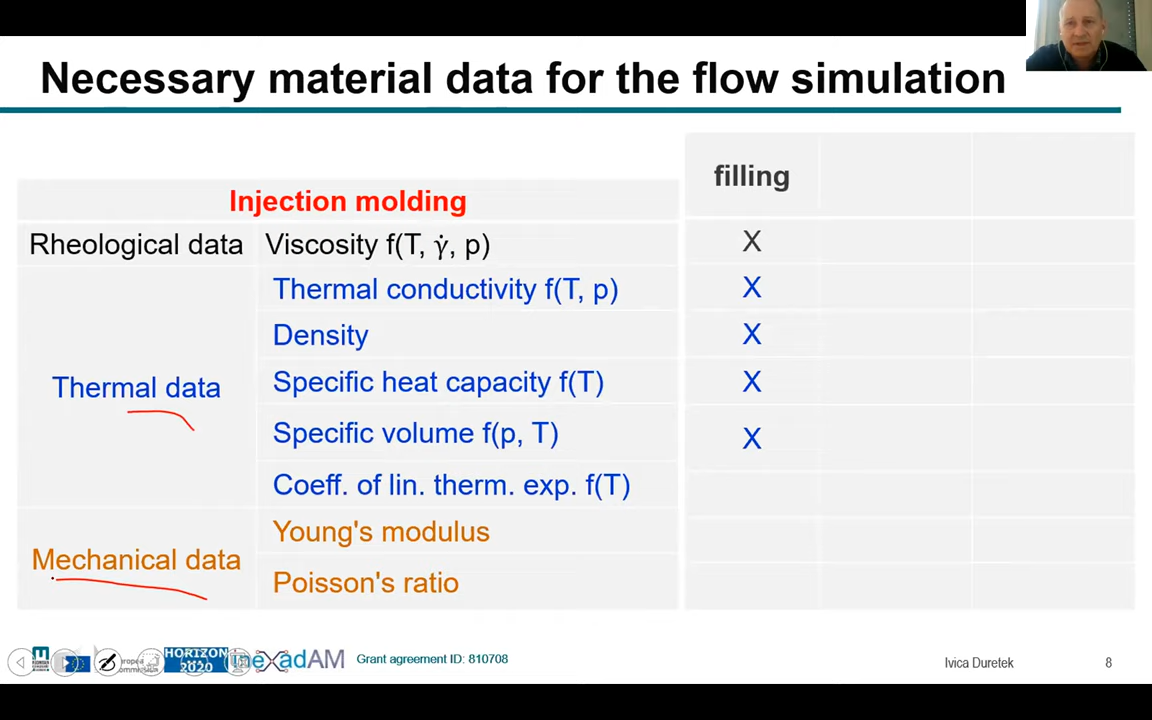 Necessary material data for the flow simulation
filling
Injection molding
Rheological data Viscosity f(T, γ̇, p) X
Thermal conductivity f(T, p) X
Density X
Thermal data
Specific heat capacity f(T) X
Specific volume f(p, T) X
Coeff. of lin. therm. exp. f(T)
Young's modulus
Mechanical data
Poisson's ratio
HORIZON
2020
exadAM
Grant agreement ID: 810708
Ivica Duretek
8